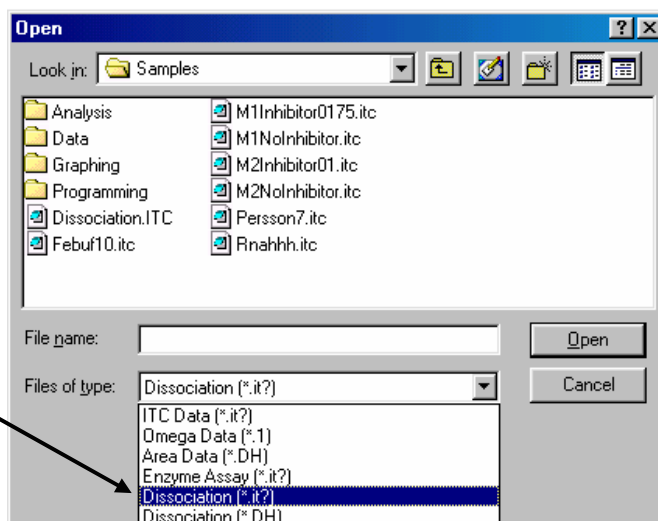 Open
Look in: Samples
Analysis
Data
Graphing
Programming
Dissociation.ITC
Febuf10.itc
M1Inhibitor0175.itc
M1NoInhibitor.itc
M2Inhibitor01.itc
M2NoInhibitor.itc
Persson7.itc
Rnahhh.itc
File name:
Open
Files of type: Dissociation (*.it?)
Cancel
ITC Data (*.it?)
Omega Data (*.1)
Area Data (*.DH)
Enzyme Assay (*.it?)
Dissociation (*.it?)
Dissociation (*.DH)